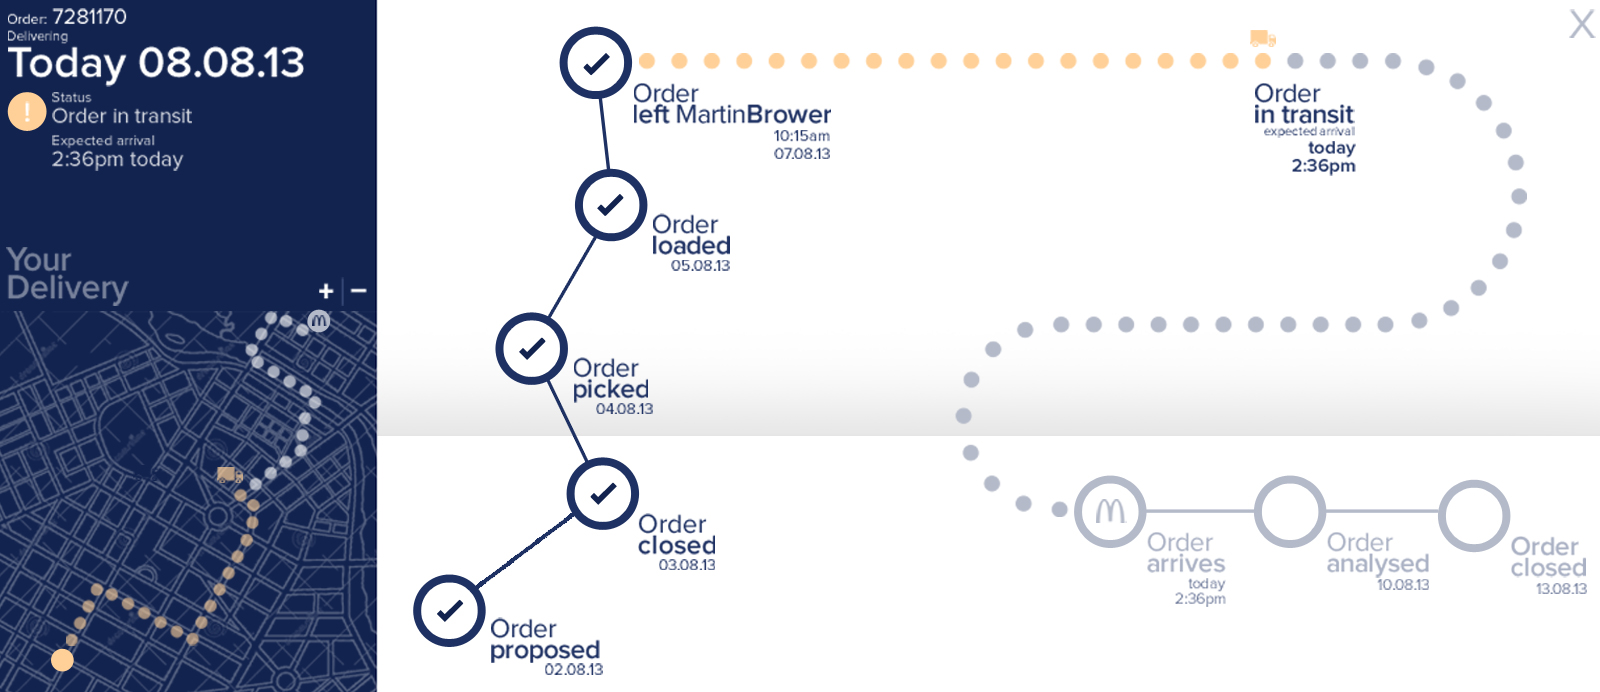 Order: 7281170
Delivering
Today 08.08.13
!
Status
Order in transit
Expected arrival
2:36pm today
Your
Delivery
+ −
X
Order
left MartinBrower
10:15am
07.08.13
Order
in transit
expected arrival
today
2:36pm
Order
loaded
05.08.13
Order
picked
04.08.13
Order
closed
03.08.13
Order
proposed
02.08.13
Order
arrives
today
2:36pm
Order
analysed
10.08.13
Order
closed
13.08.13